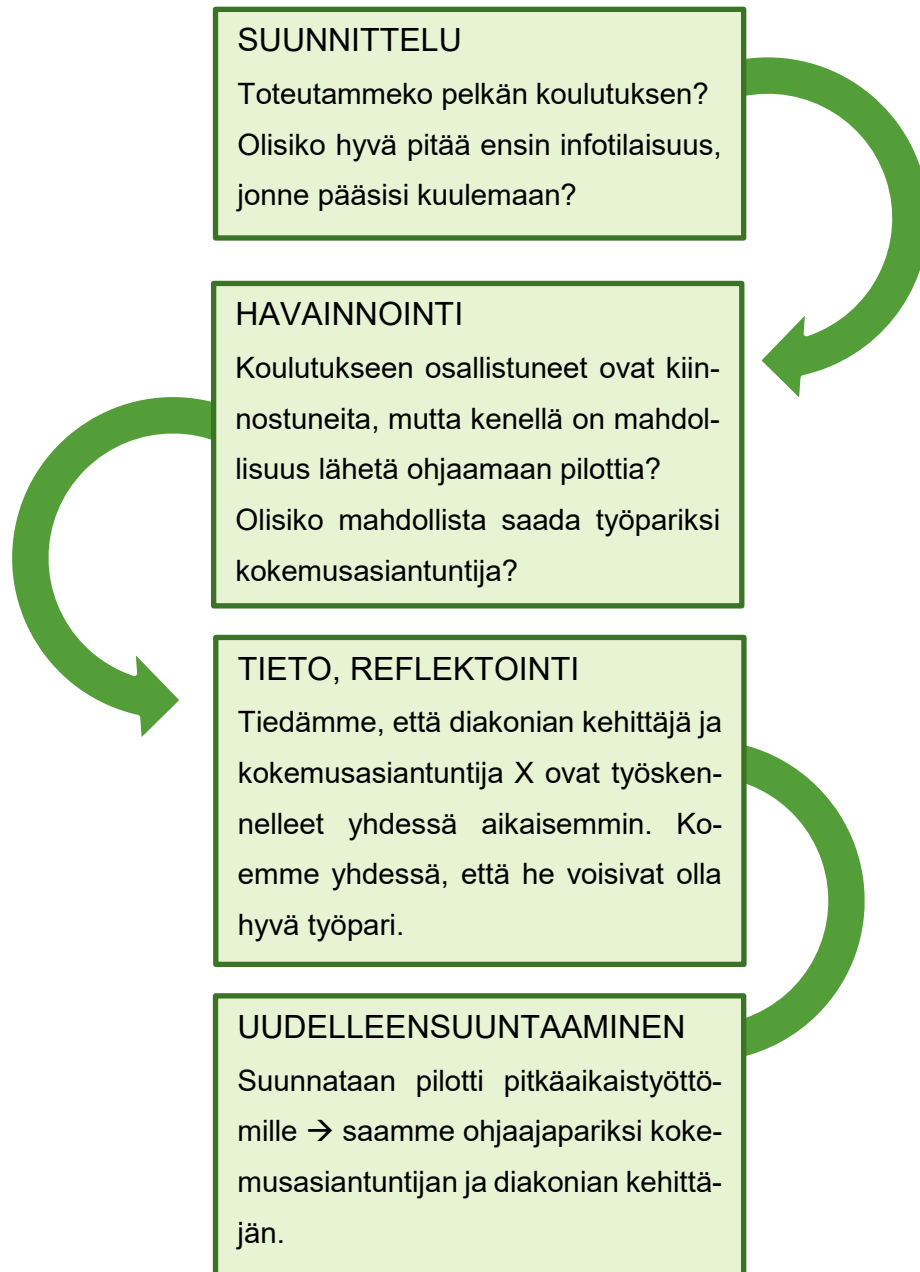 SUUNNITTELU
Toteutammeko pelkän koulutuksen?
Olisiko hyvä pitää ensin infotilaisuus,
jonne pääsisi kuulemaan?
HAVAINNOINTI
Koulutukseen osallistuneet ovat kiin-
nostuneita, mutta kenellä on mahdol-
lisuus lähetä ohjaamaan pilottia?
Olisiko mahdollista saada työpariksi
kokemusasiantuntija?
TIETO, REFLEKTOINTI
Tiedämme, että diakonian kehittäjä ja
kokemusasiantuntija X ovat työsken-
nelleet yhdessä aikaisemmin. Ko-
emme yhdessä, että he voisivat olla
hyvä työpari.
UUDELLEENSUUNTAAMINEN
Suunnataan pilotti pitkäaikaistyöttö-
mille → saamme ohjaajapariksi koke-
musasiantuntijan ja diakonian kehittä-
jän.